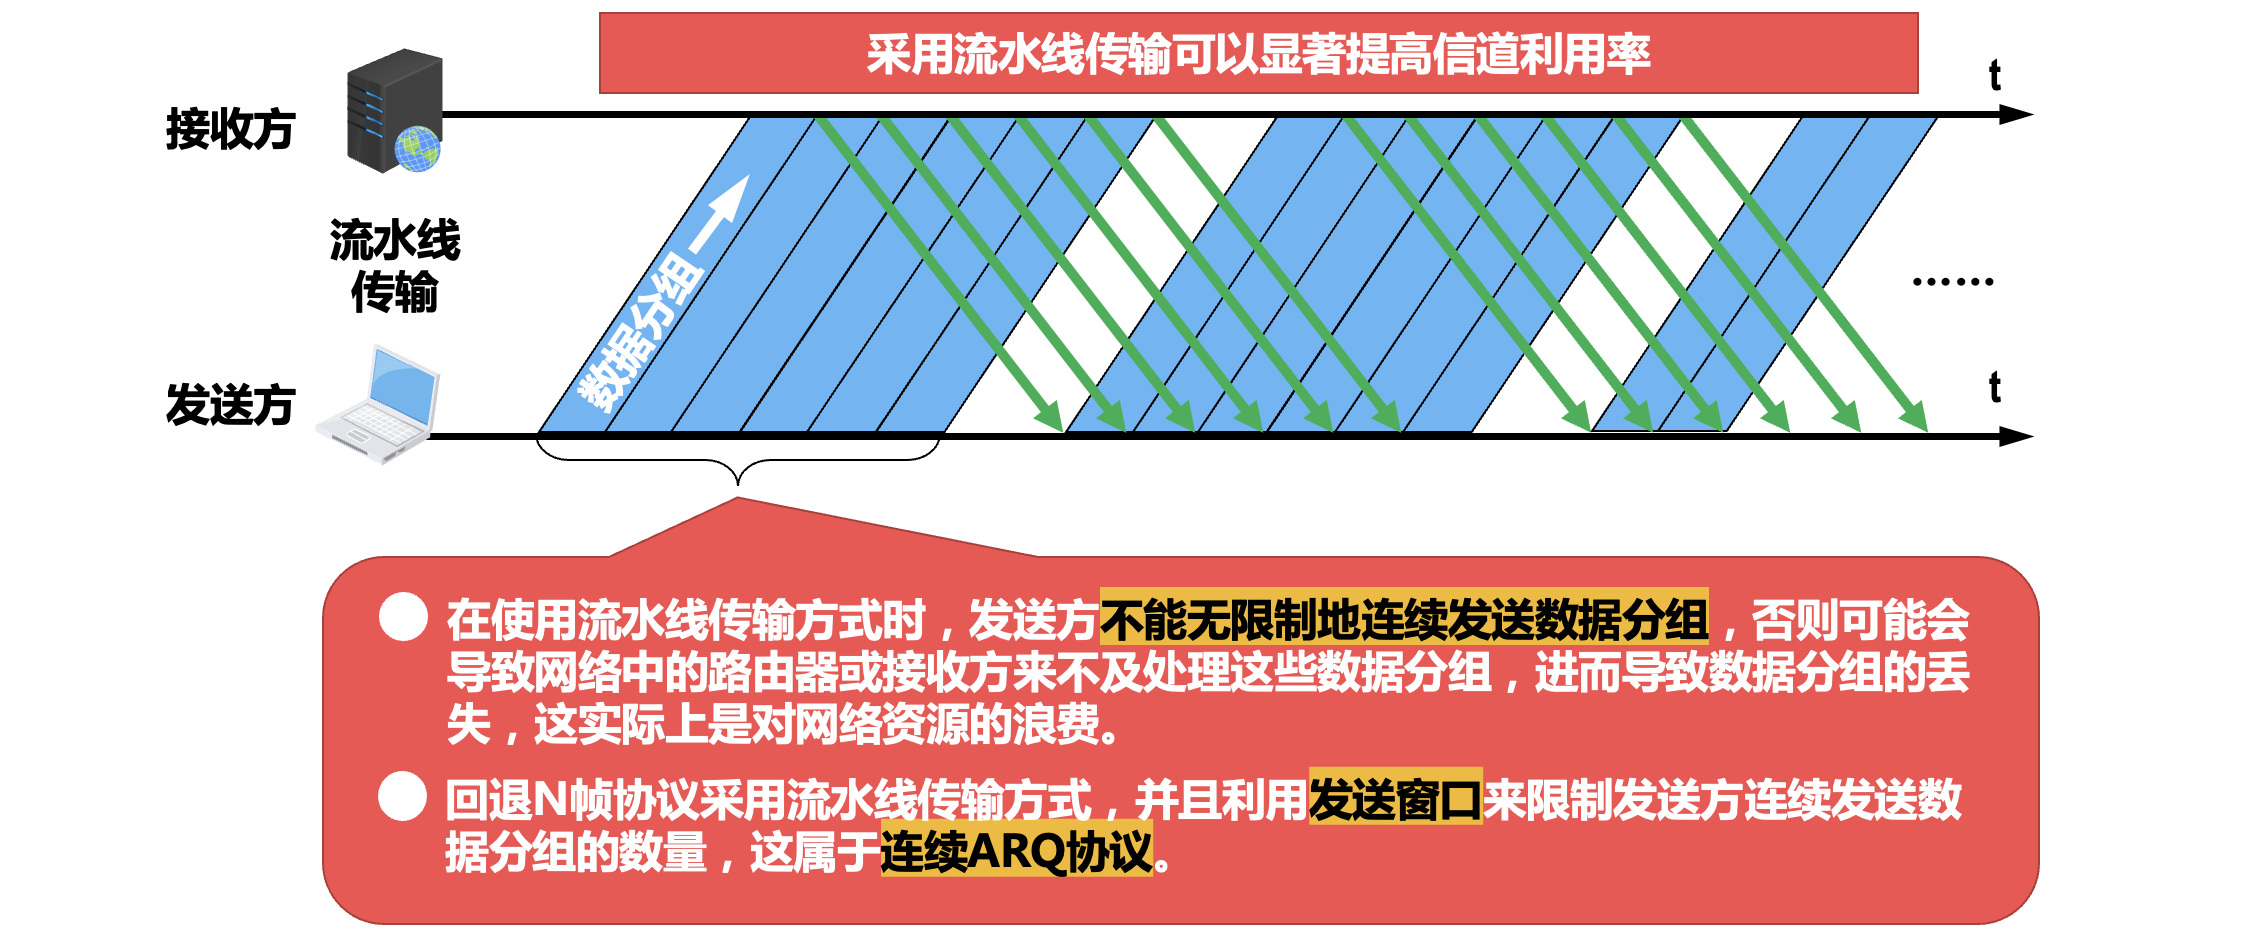 采用流水线传输可以显著提高信道利用率
t
接收方
流水线
传输
数据分组
……
发送方
t
在使用流水线传输方式时，发送方不能无限制地连续发送数据分组，否则可能会
导致网络中的路由器或接收方来不及处理这些数据分组，进而导致数据分组的丢
失，这实际上是对网络资源的浪费。
回退N帧协议采用流水线传输方式，并且利用发送窗口来限制发送方连续发送数
据分组的数量，这属于连续ARQ协议。